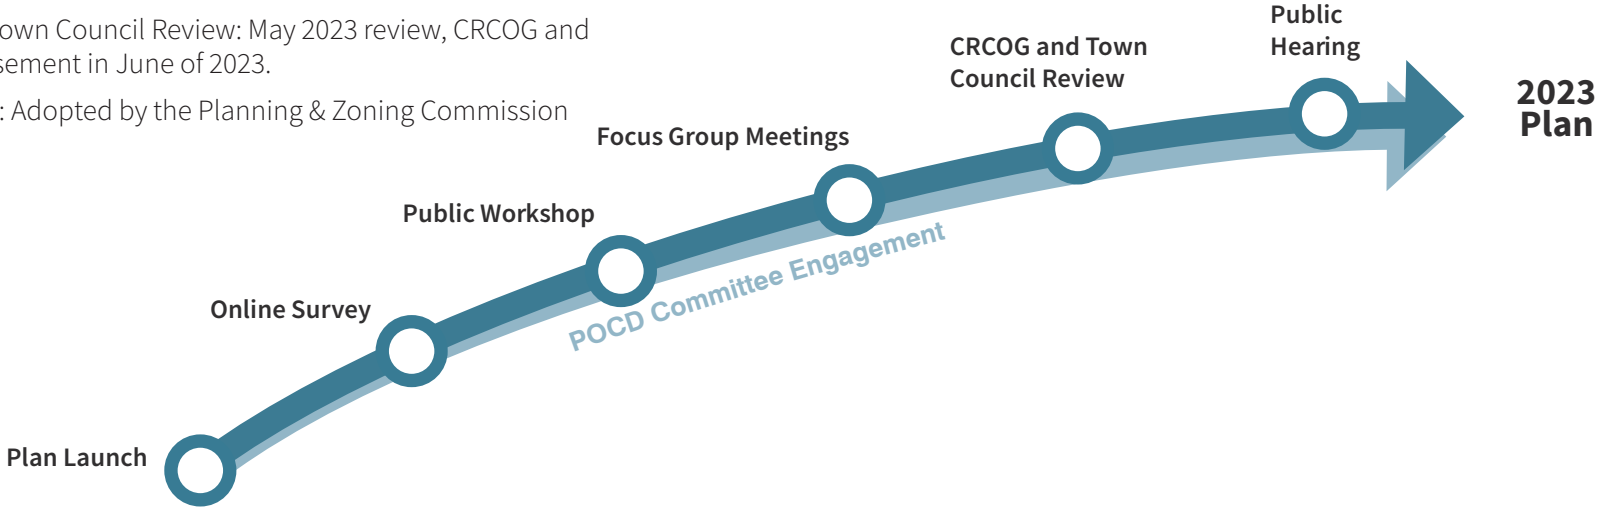 own Council Review: May 2023 review, CRCOG and
sement in June of 2023.
: Adopted by the Planning & Zoning Commission
Public
Hearing
CRCOG and Town
Council Review
2023
Plan
Focus Group Meetings
Public Workshop
POCD Committee Engagement
Online Survey
Plan Launch